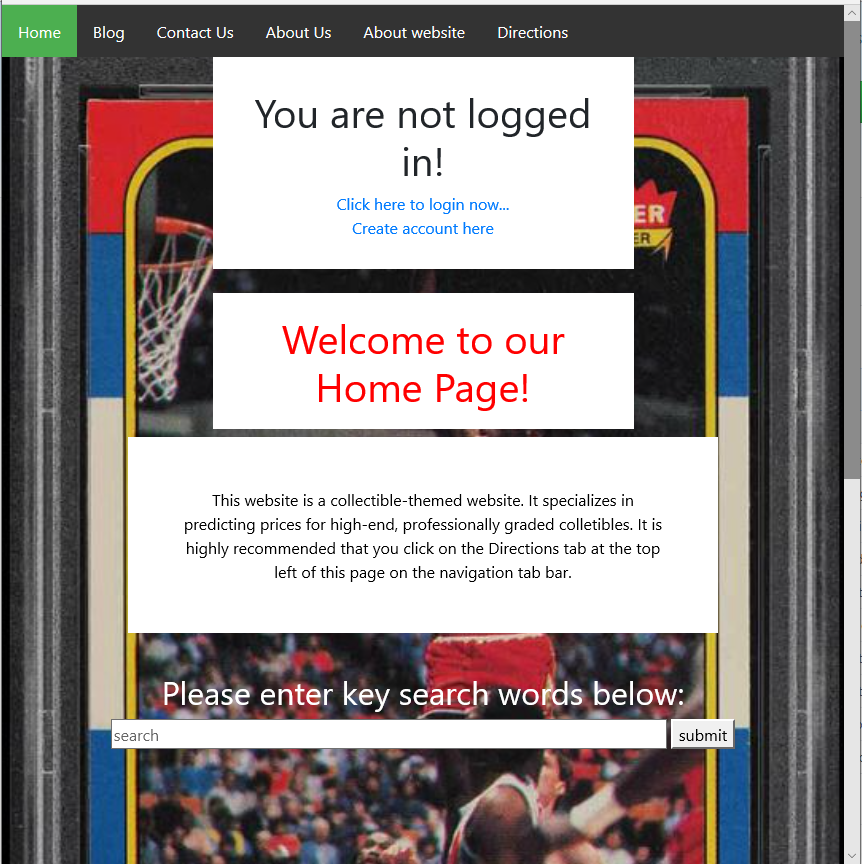 Home Blog Contact Us About Us About website Directions
You are not logged
in!
Click here to login now...
Create account here
ER
ER
Welcome to our
Home Page!
This website is a collectible-themed website. It specializes in
predicting prices for high-end, professionally graded colletibles. It is
highly recommended that you click on the Directions tab at the top
left of this page on the navigation tab bar.
Please enter key search words below:
search submit